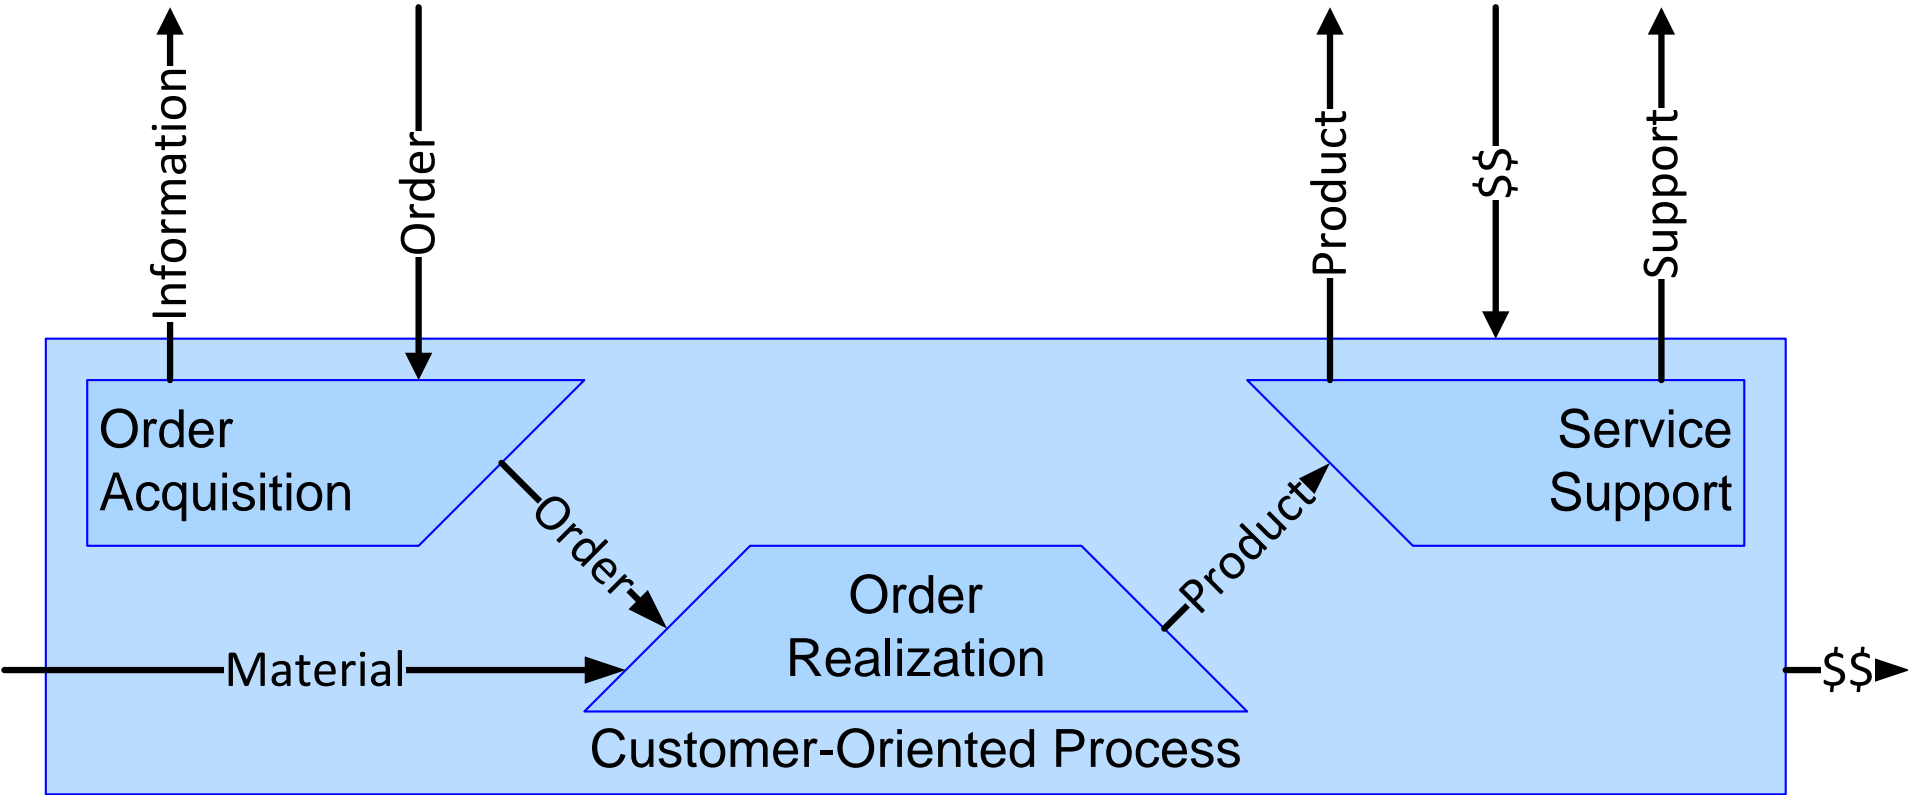 Information
Order
Product
$$
Support
Order
Acquisition
Service
Support
Order
Product
Order
Realization
Material
$$
Customer-Oriented Process